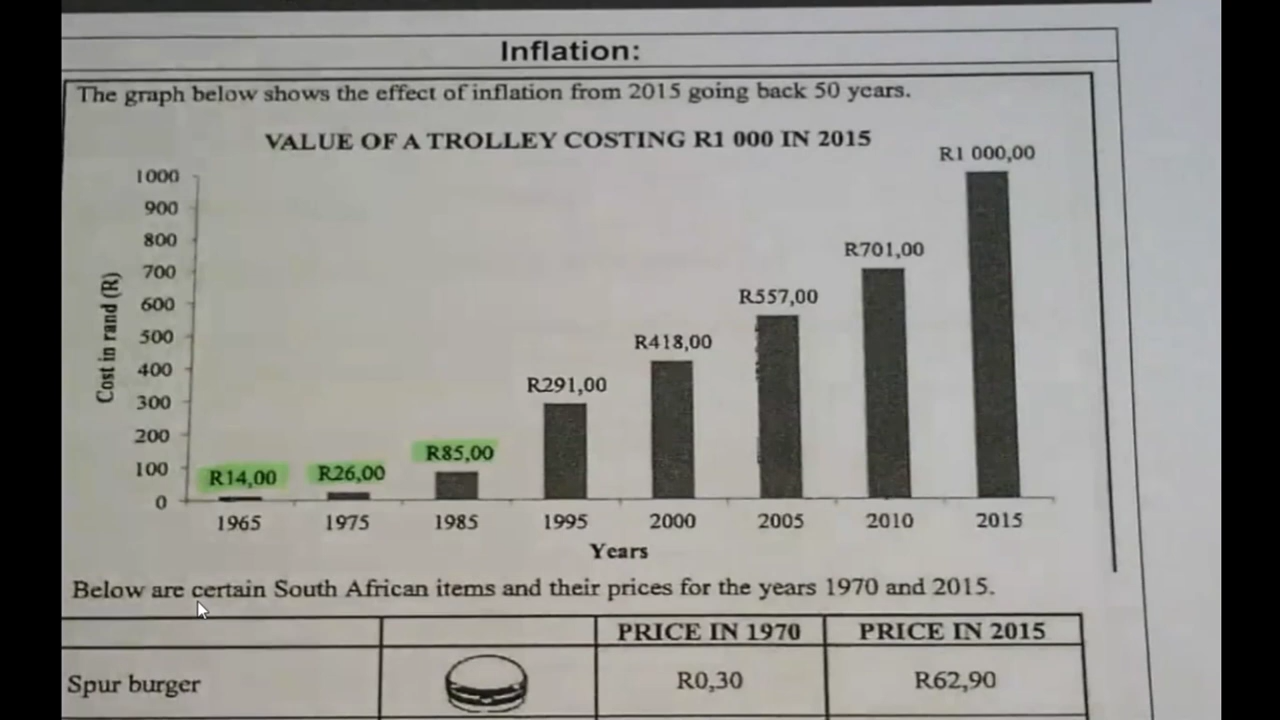 Inflation:
The graph below shows the effect of inflation from 2015 going back 50 years.
VALUE OF A TROLLEY COSTING R1 000 IN 2015
R1 000,00
1000
900
800
R701,00
700
R557,00
600
500
R418,00
400
R291,00
300
200
R85,00
100
R14,00 R26,00
0
Cost in rand (R)
1965 1975 1985 1995 2000 2005 2010 2015
Years
Below are certain South African items and their prices for the years 1970 and 2015.
PRICE IN 1970 PRICE IN 2015
Spur burger R0,30 R62,90